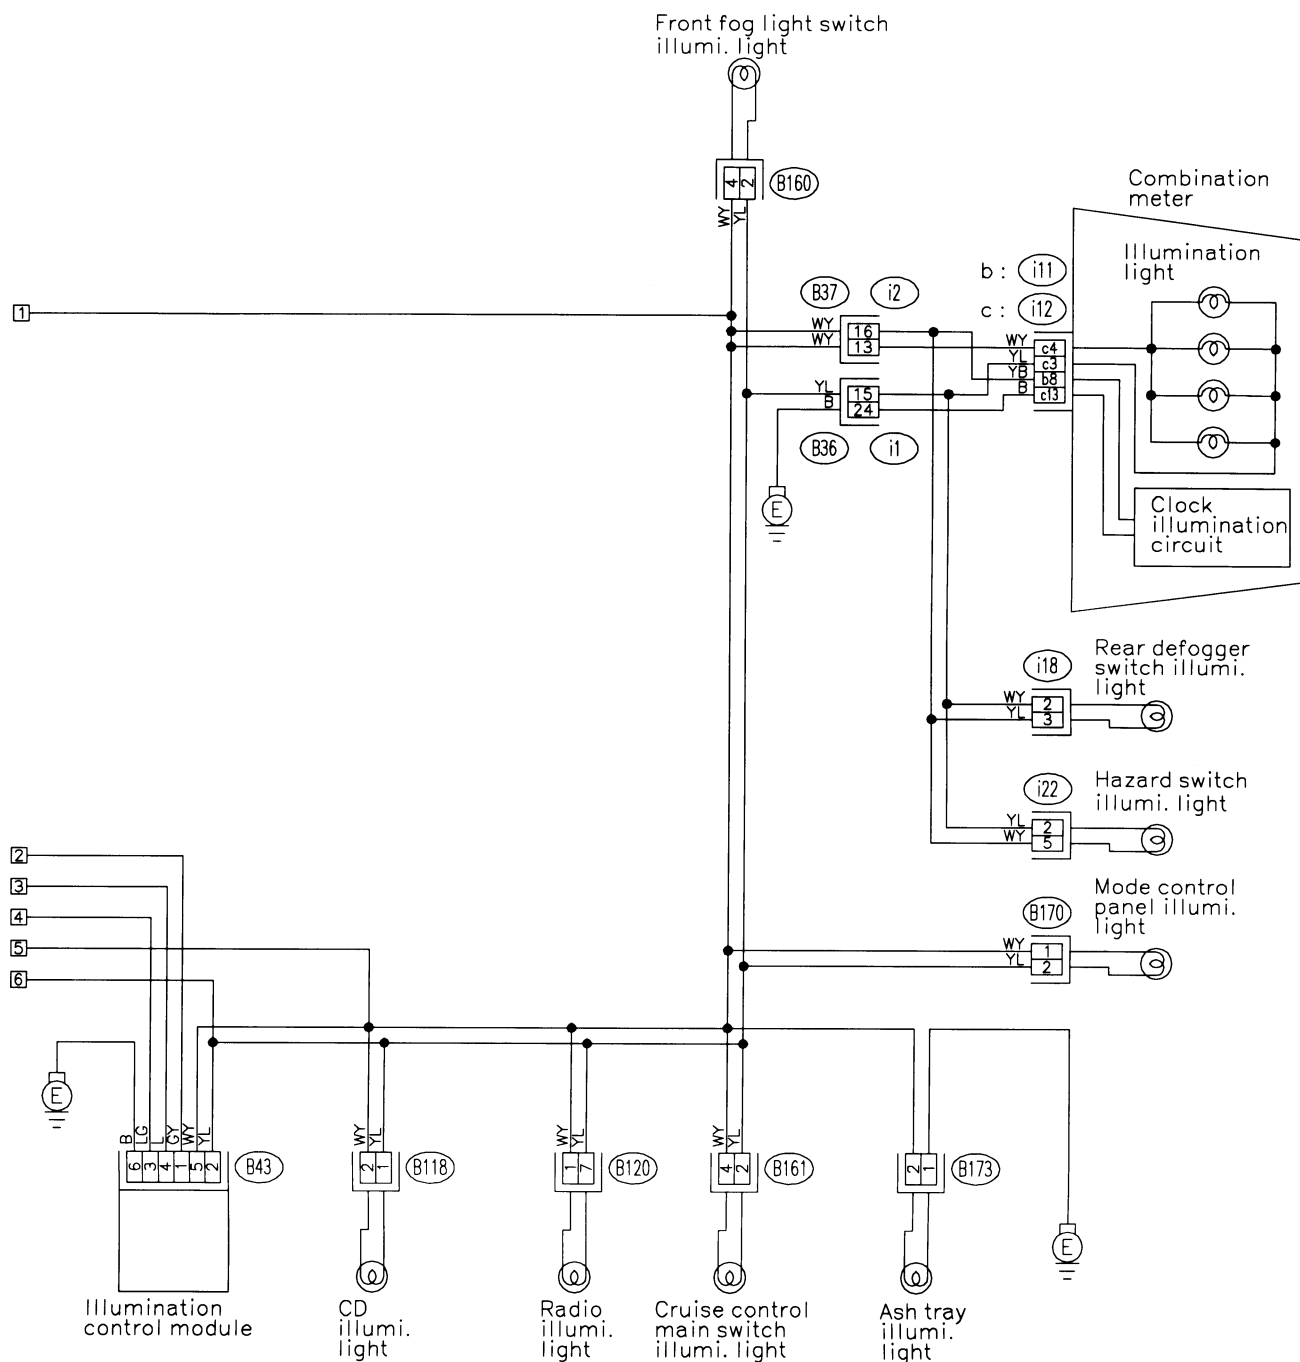 Front fog light switch
illumi. light
4
2
B160
WY
YL
Combination
meter
Illumination
light
b : i11
c : i12
B37
i2
1
WY
16
WY
13
WY
c4
YL
c3
YB
b8
B
c13
YL
15
B
24
B36
i1
E
Clock
illumination
circuit
i18
Rear defogger
switch illumi.
light
WY
2
YL
3
i22
Hazard switch
illumi. light
YL
2
WY
5
2
3
4
5
6
B170
Mode control
panel illumi.
light
WY
1
YL
2
E
B
LG
L
GY
WY
YL
6
3
4
1
5
2
B43
WY
YL
2
1
B118
WY
YL
1
7
B120
WY
YL
4
2
B161
2
1
B173
E
Illumination
control module
CD
illumi.
light
Radio
illumi.
light
Cruise control
main switch
illumi. light
Ash tray
illumi.
light